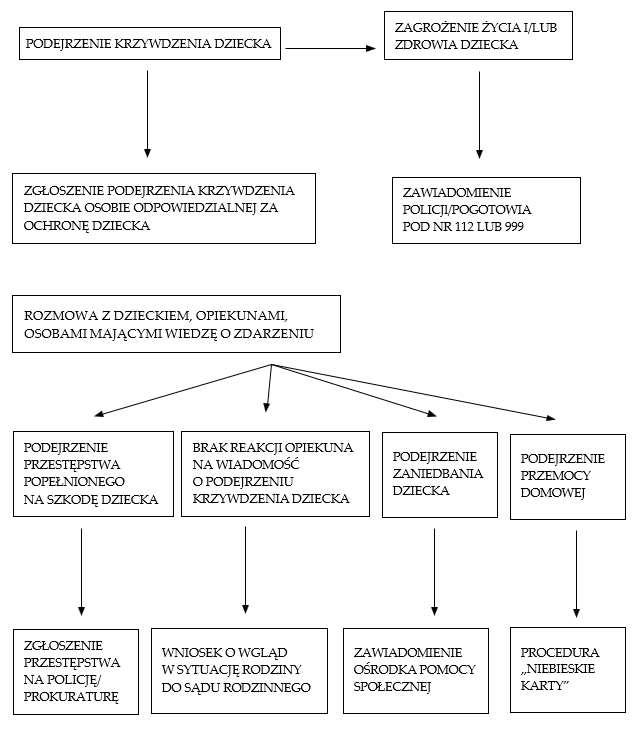 PODEJRZENIE KRZYWDZENIA DZIECKA
ZAGROŻENIE ŻYCIA I/LUB
ZDROWIA DZIECKA
ZGŁOSZENIE PODEJRZENIA KRZYWDZENIA
DZIECKA OSOBIE ODPOWIEDZIALNEJ ZA
OCHRONĘ DZIECKA
ZAWIADOMIENIE
POLICJI/POGOTOWIA
POD NR 112 LUB 999
ROZMOWA Z DZIECKIEM, OPIEKUNAMI,
OSOBAMI MAJĄCYMI WIEDZĘ O ZDARZENIU
PODEJRZENIE
PRZESTĘPSTWA
POPEŁNIONEGO
NA SZKODĘ DZIECKA
BRAK REAKCJI OPIEKUNA
NA WIADOMOŚĆ
O PODEJRZENIU
KRZYWDZENIA DZIECKA
PODEJRZENIE
ZANIEDBANIA
DZIECKA
PODEJRZENIE
PRZEMOCY
DOMOWEJ
ZGŁOSZENIE
PRZESTĘPSTWA
NA POLICJĘ/
PROKURATURĘ
WNIOSEK O WGLĄD
W SYTUACJĘ RODZINY
DO SĄDU RODZINNEGO
ZAWIADOMIENIE
OŚRODKA POMOCY
SPOŁECZNEJ
PROCEDURA
„NIEBIESKIE
KARTY”